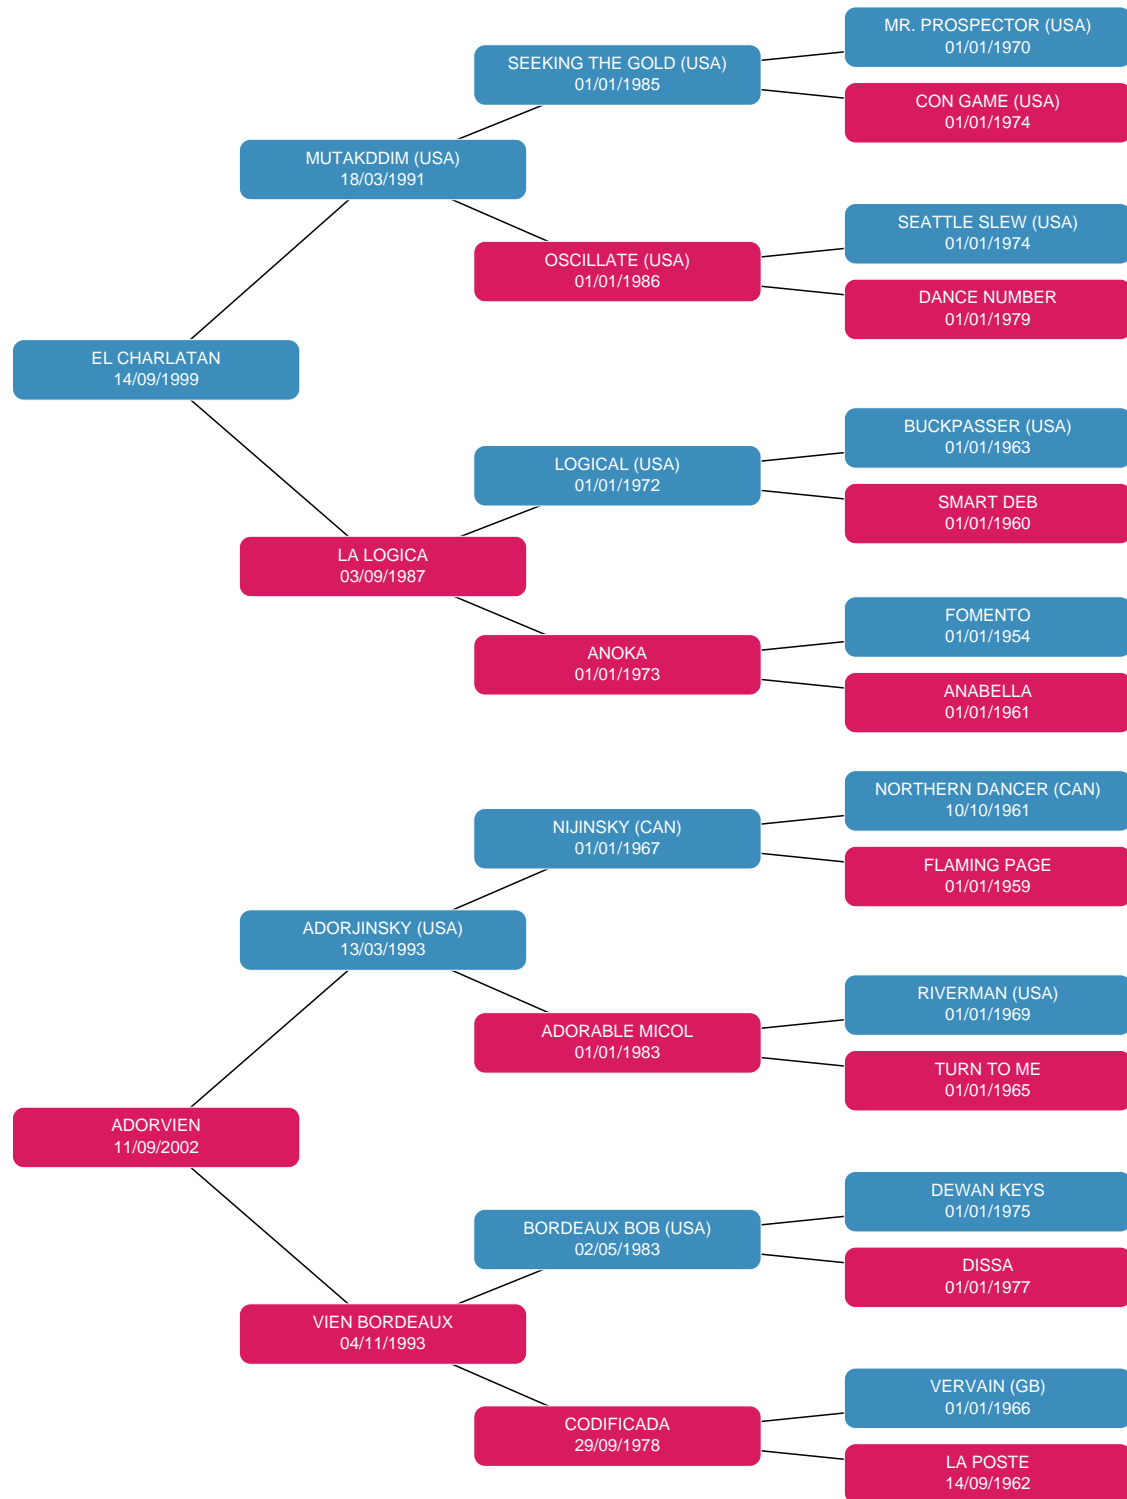 MR. PROSPECTOR (USA)
01/01/1970
SEEKING THE GOLD (USA)
01/01/1985
CON GAME (USA)
01/01/1974
MUTAKDDIM (USA)
18/03/1991
SEATTLE SLEW (USA)
01/01/1974
OSCILLATE (USA)
01/01/1986
DANCE NUMBER
01/01/1979
EL CHARLATAN
14/09/1999
BUCKPASSER (USA)
01/01/1963
LOGICAL (USA)
01/01/1972
SMART DEB
01/01/1960
LA LOGICA
03/09/1987
FOMENTO
01/01/1954
ANOKA
01/01/1973
ANABELLA
01/01/1961
NORTHERN DANCER (CAN)
10/10/1961
NIJINSKY (CAN)
01/01/1967
FLAMING PAGE
01/01/1959
ADORJINSKY (USA)
13/03/1993
RIVERMAN (USA)
01/01/1969
ADORABLE MICOL
01/01/1983
TURN TO ME
01/01/1965
ADORVIEN
11/09/2002
DEWAN KEYS
01/01/1975
BORDEAUX BOB (USA)
02/05/1983
DISSA
01/01/1977
VIEN BORDEAUX
04/11/1993
VERVAIN (GB)
01/01/1966
CODIFICADA
29/09/1978
LA POSTE
14/09/1962